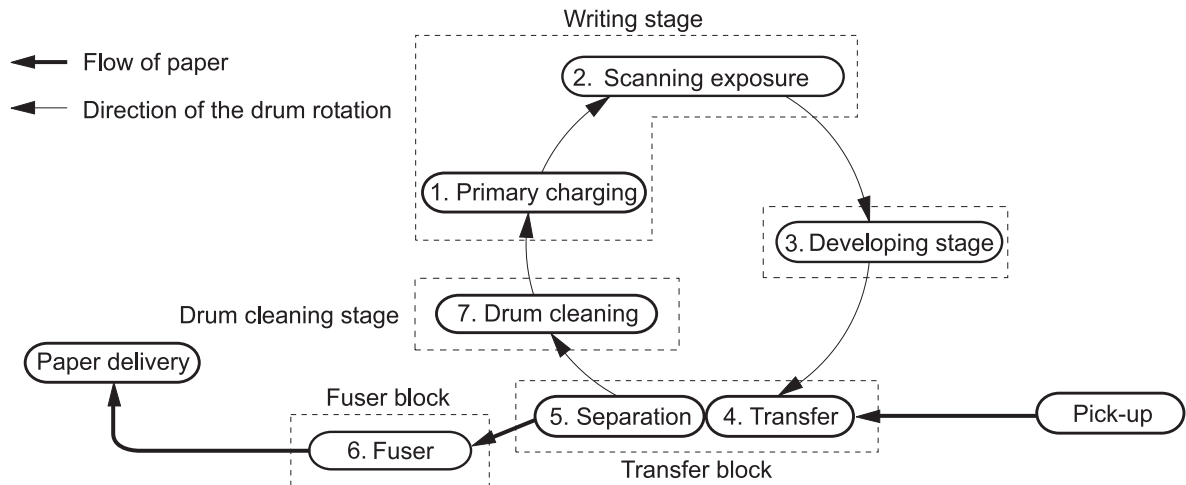 Writing stage
Flow of paper
2. Scanning exposure
Direction of the drum rotation
1. Primary charging
3. Developing stage
7. Drum cleaning
Drum cleaning stage
Paper delivery
Fuser block
5. Separation
4. Transfer
Pick-up
6. Fuser
Transfer block